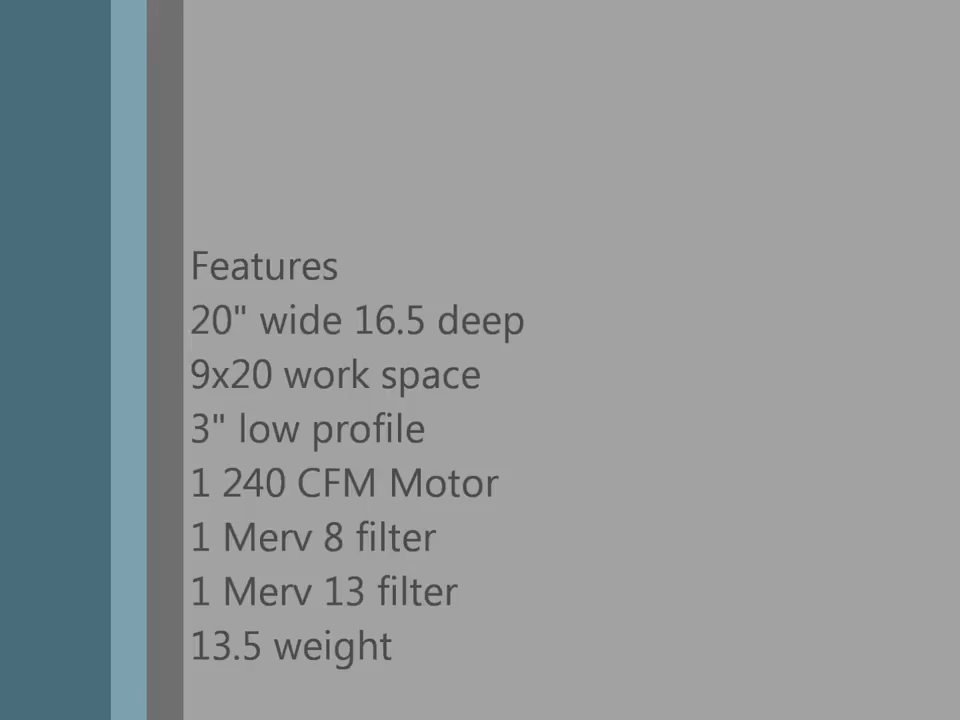 Features
20" wide 16.5 deep
9x20 work space
3" low profile
1 240 CFM Motor
1 Merv 8 filter
1 Merv 13 filter
13.5 weight